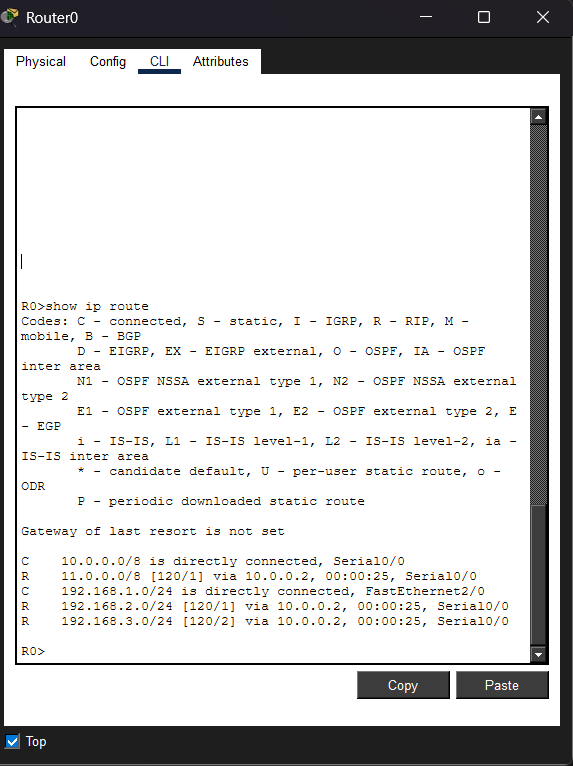 Router0
Physical Config CLI Attributes
R0>show ip route
Codes: C - connected, S - static, I - IGRP, R - RIP, M -
mobile, B - BGP
D - EIGRP, EX - EIGRP external, O - OSPF, IA - OSPF
inter area
N1 - OSPF NSSA external type 1, N2 - OSPF NSSA external
type 2
E1 - OSPF external type 1, E2 - OSPF external type 2, E
- EGP
i - IS-IS, L1 - IS-IS level-1, L2 - IS-IS level-2, ia -
IS-IS inter area
* - candidate default, U - per-user static route, o -
ODR
P - periodic downloaded static route
Gateway of last resort is not set
C 10.0.0.0/8 is directly connected, Serial0/0
R 11.0.0.0/8 [120/1] via 10.0.0.2, 00:00:25, Serial0/0
C 192.168.1.0/24 is directly connected, FastEthernet2/0
R 192.168.2.0/24 [120/1] via 10.0.0.2, 00:00:25, Serial0/0
R 192.168.3.0/24 [120/2] via 10.0.0.2, 00:00:25, Serial0/0
R0>
Copy Paste
Top